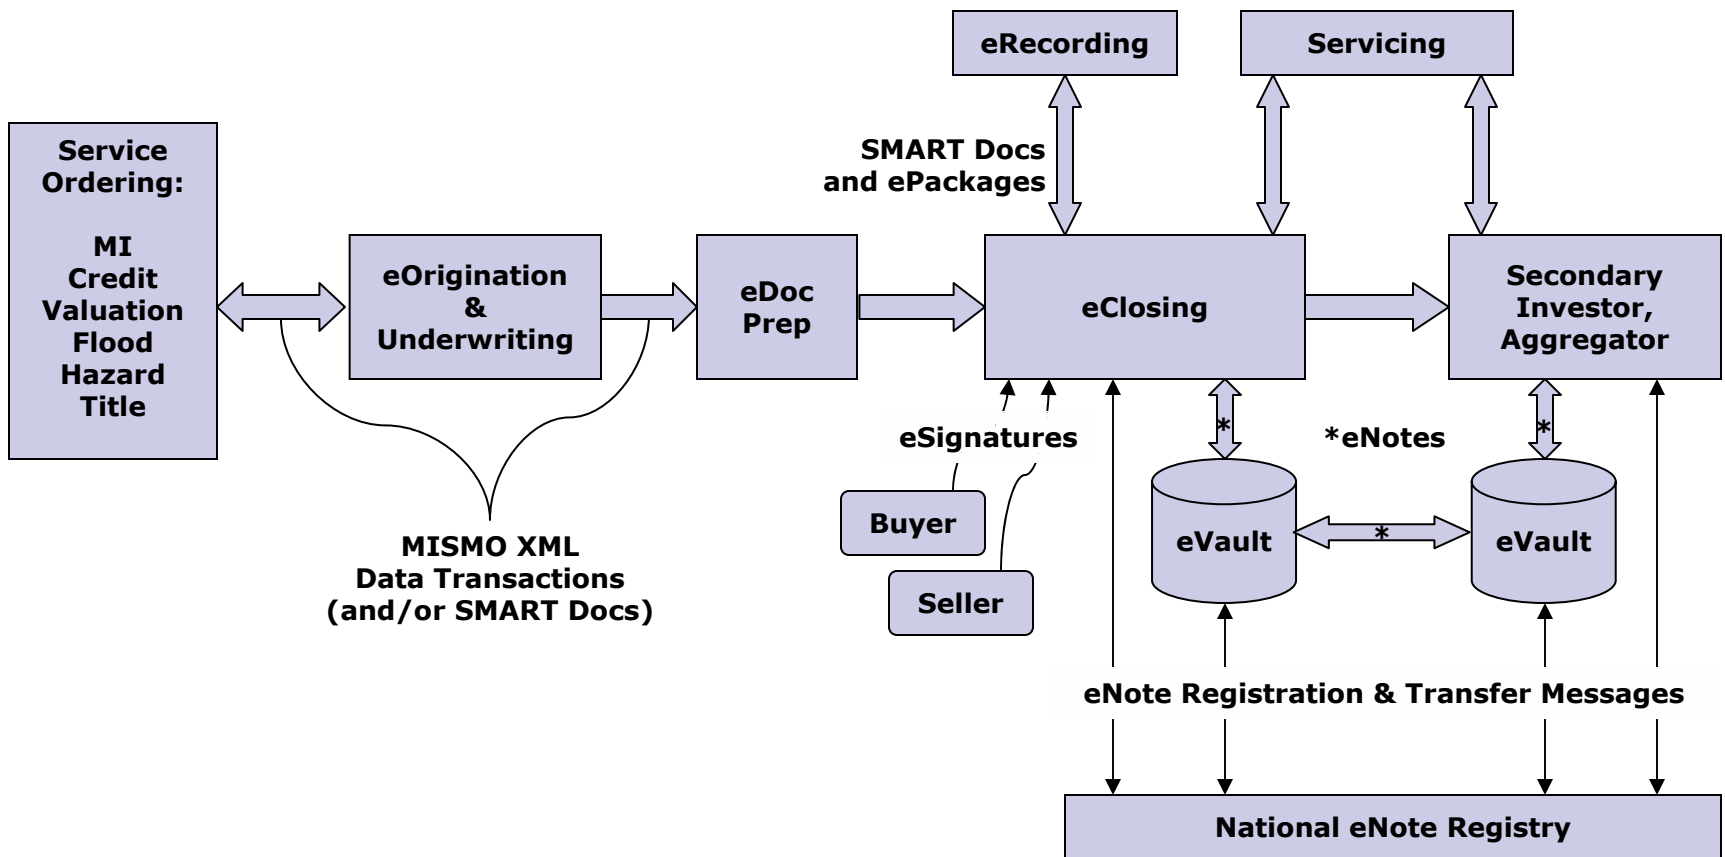 eRecording
Servicing
Service
Ordering:
MI
Credit
Valuation
Flood
Hazard
Title
SMART Docs
and ePackages
eOrigination
&
Underwriting
eDoc
Prep
eClosing
Secondary
Investor,
Aggregator
eSignatures
*
*eNotes
*
Buyer
Seller
eVault
*
eVault
MISMO XML
Data Transactions
(and/or SMART Docs)
eNote Registration & Transfer Messages
National eNote Registry